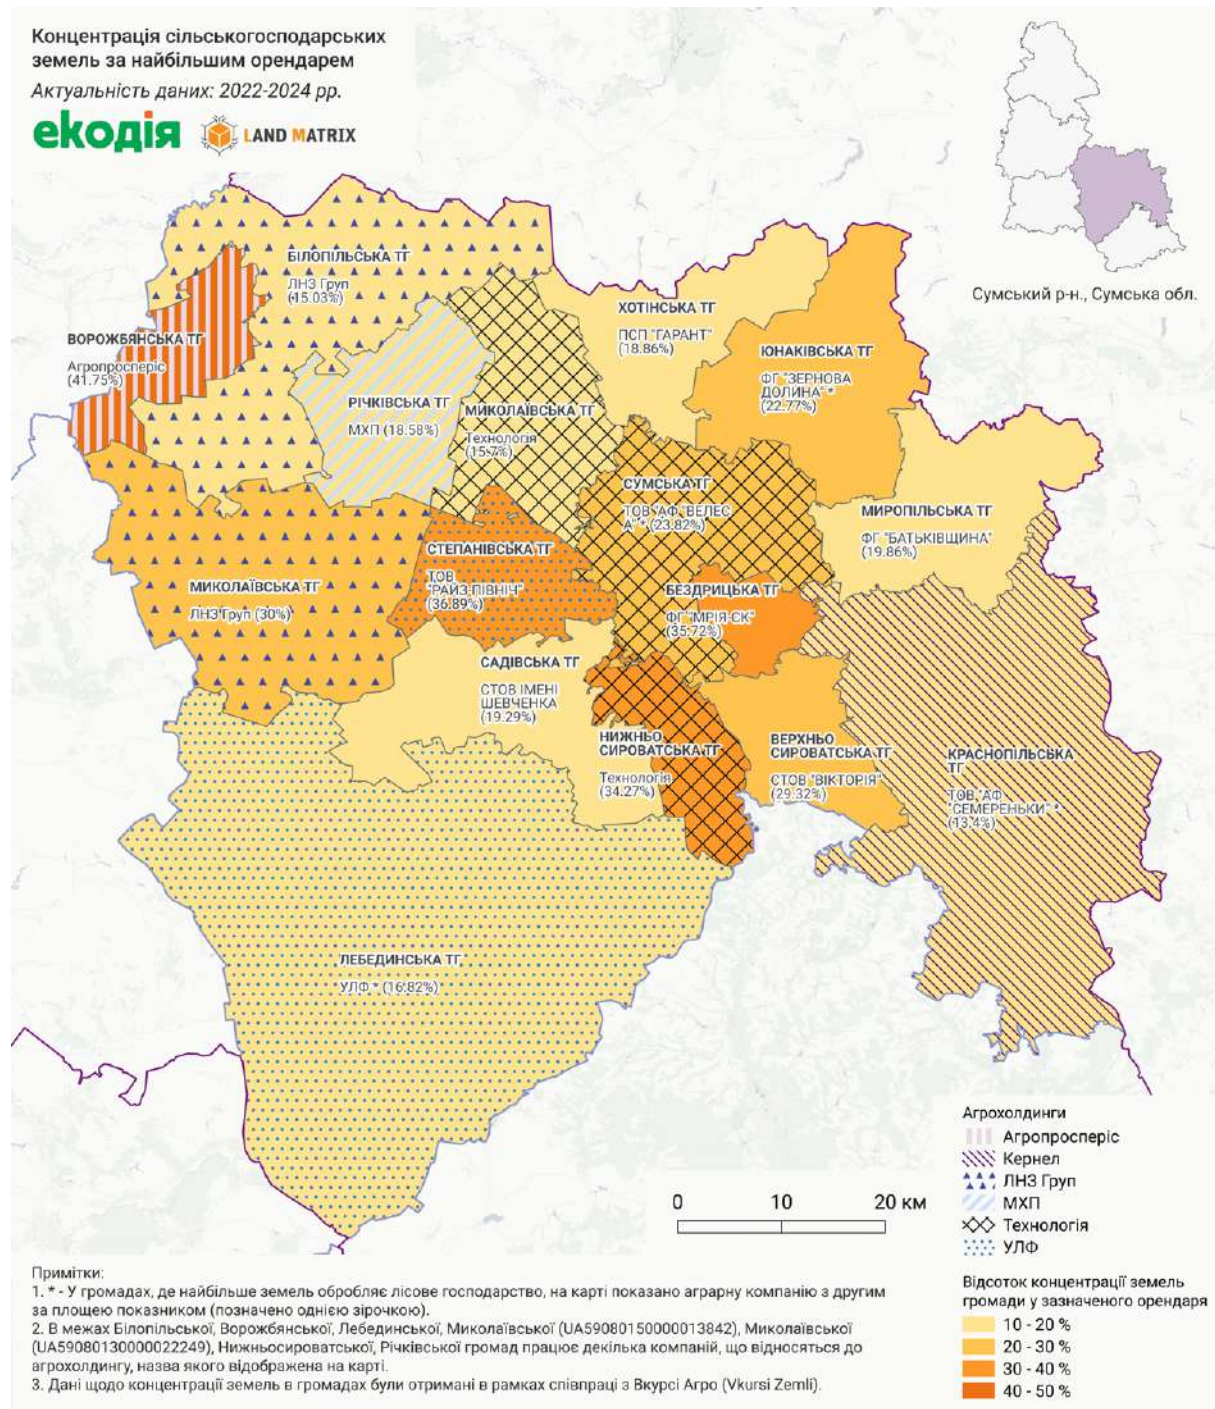 Концентрація сільськогосподарських
земель за найбільшим орендарем
Актуальність даних: 2022-2024 рр.
екодія
LAND MATRIX
Сумський р-н., Сумська обл.
БІЛОПІЛЬСЬКА ТГ
ЛНЗ Груп
(15.03%)
ВОРОЖБЯНСЬКА ТГ
Агропросперіс
(41.75%)
РІЧКІВСЬКА ТГ
МХП (18.58%)
МИКОЛАЇВСЬКА ТГ
Технологія
(15.7%)
ХОТІНСЬКА ТГ
ПСП "ГАРАНТ"
(18.86%)
ЮНАКІВСЬКА ТГ
ФГ "ЗЕРНОВА
ДОЛИНА" *
(22.77%)
СУМСЬКА ТГ
ТОВ "АФ "ВЕЛЕС
А" * (23.82%)
МИРОПІЛЬСЬКА ТГ
ФГ "БАТЬКІВЩИНА"
(19.86%)
СТЕПАНІВСЬКА ТГ
ТОВ
"РАЙЗ-ПІВНІЧ"
(36.89%)
МИКОЛАЇВСЬКА ТГ
ЛНЗ Груп (30%)
БЕЗДРИЦЬКА ТГ
ФГ "МРІЯ-СК"
(35.72%)
САДІВСЬКА ТГ
СТОВ ІМЕНІ
ШЕВЧЕНКА
(19.29%)
НИЖНЬО
СИРОВАТСЬКА ТГ
Технологія
(34.27%)
ВЕРХНЬО
СИРОВАТСЬКА ТГ
СТОВ "ВІКТОРІЯ"
(29.32%)
КРАСНОПІЛЬСЬКА
ТГ
ТОВ "АФ
"СЕМЕРЕНЬКИ" *
(13.4%)
ЛЕБЕДИНСЬКА ТГ
УЛФ * (16.82%)
0 10 20 км
Агрохолдинги
Агропросперіс
Кернел
ЛНЗ Груп
МХП
Технологія
УЛФ
Відсоток концентрації земель
громади у зазначеного орендаря
10 - 20 %
20 - 30 %
30 - 40 %
40 - 50 %
Примітки:
1. * - У громадах, де найбільше земель обробляє лісове господарство, на карті показано аграрну компанію з другим
за площею показником (позначено однією зірочкою).
2. В межах Білопільської, Ворожбянської, Лебединської, Миколаївської (UA59080150000013842), Миколаївської
(UA59080130000022249), Нижньосироватської, Річківської громад працює декілька компаній, що відносяться до
агрохолдингу, назва якого відображена на карті.
3. Дані щодо концентрації земель в громадах були отримані в рамках співпраці з Вкурсі Агро (Vkursi Zemli).